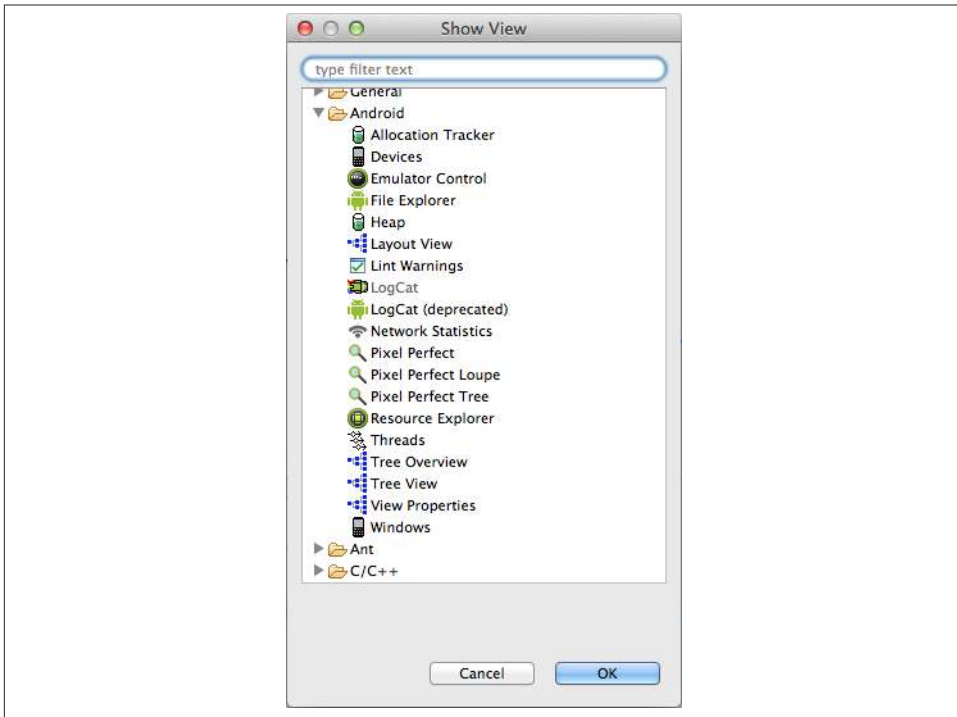 Show View
type filter text
General
Android
Allocation Tracker
Devices
Emulator Control
File Explorer
Heap
Layout View
Lint Warnings
LogCat
LogCat (deprecated)
Network Statistics
Pixel Perfect
Pixel Perfect Loupe
Pixel Perfect Tree
Resource Explorer
Threads
Tree Overview
Tree View
View Properties
Windows
Ant
C/C++
Cancel
OK